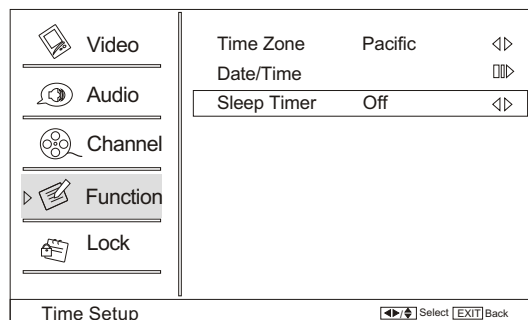 Video
Audio
Channel
Function
Lock
Time Zone Pacific
Date/Time
Sleep Timer Off
Time Setup
Select EXIT Back